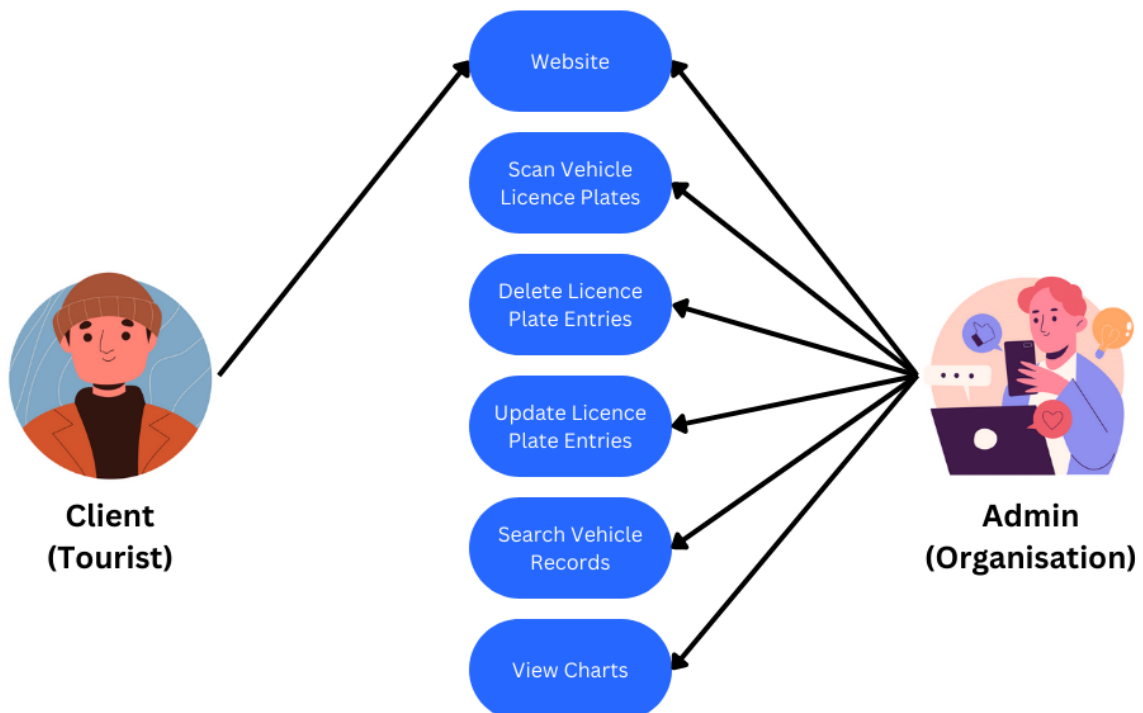 Website
Scan Vehicle
Licence Plates
Delete Licence
Plate Entries
Update Licence
Plate Entries
Search Vehicle
Records
View Charts
Client
(Tourist)
Admin
(Organisation)